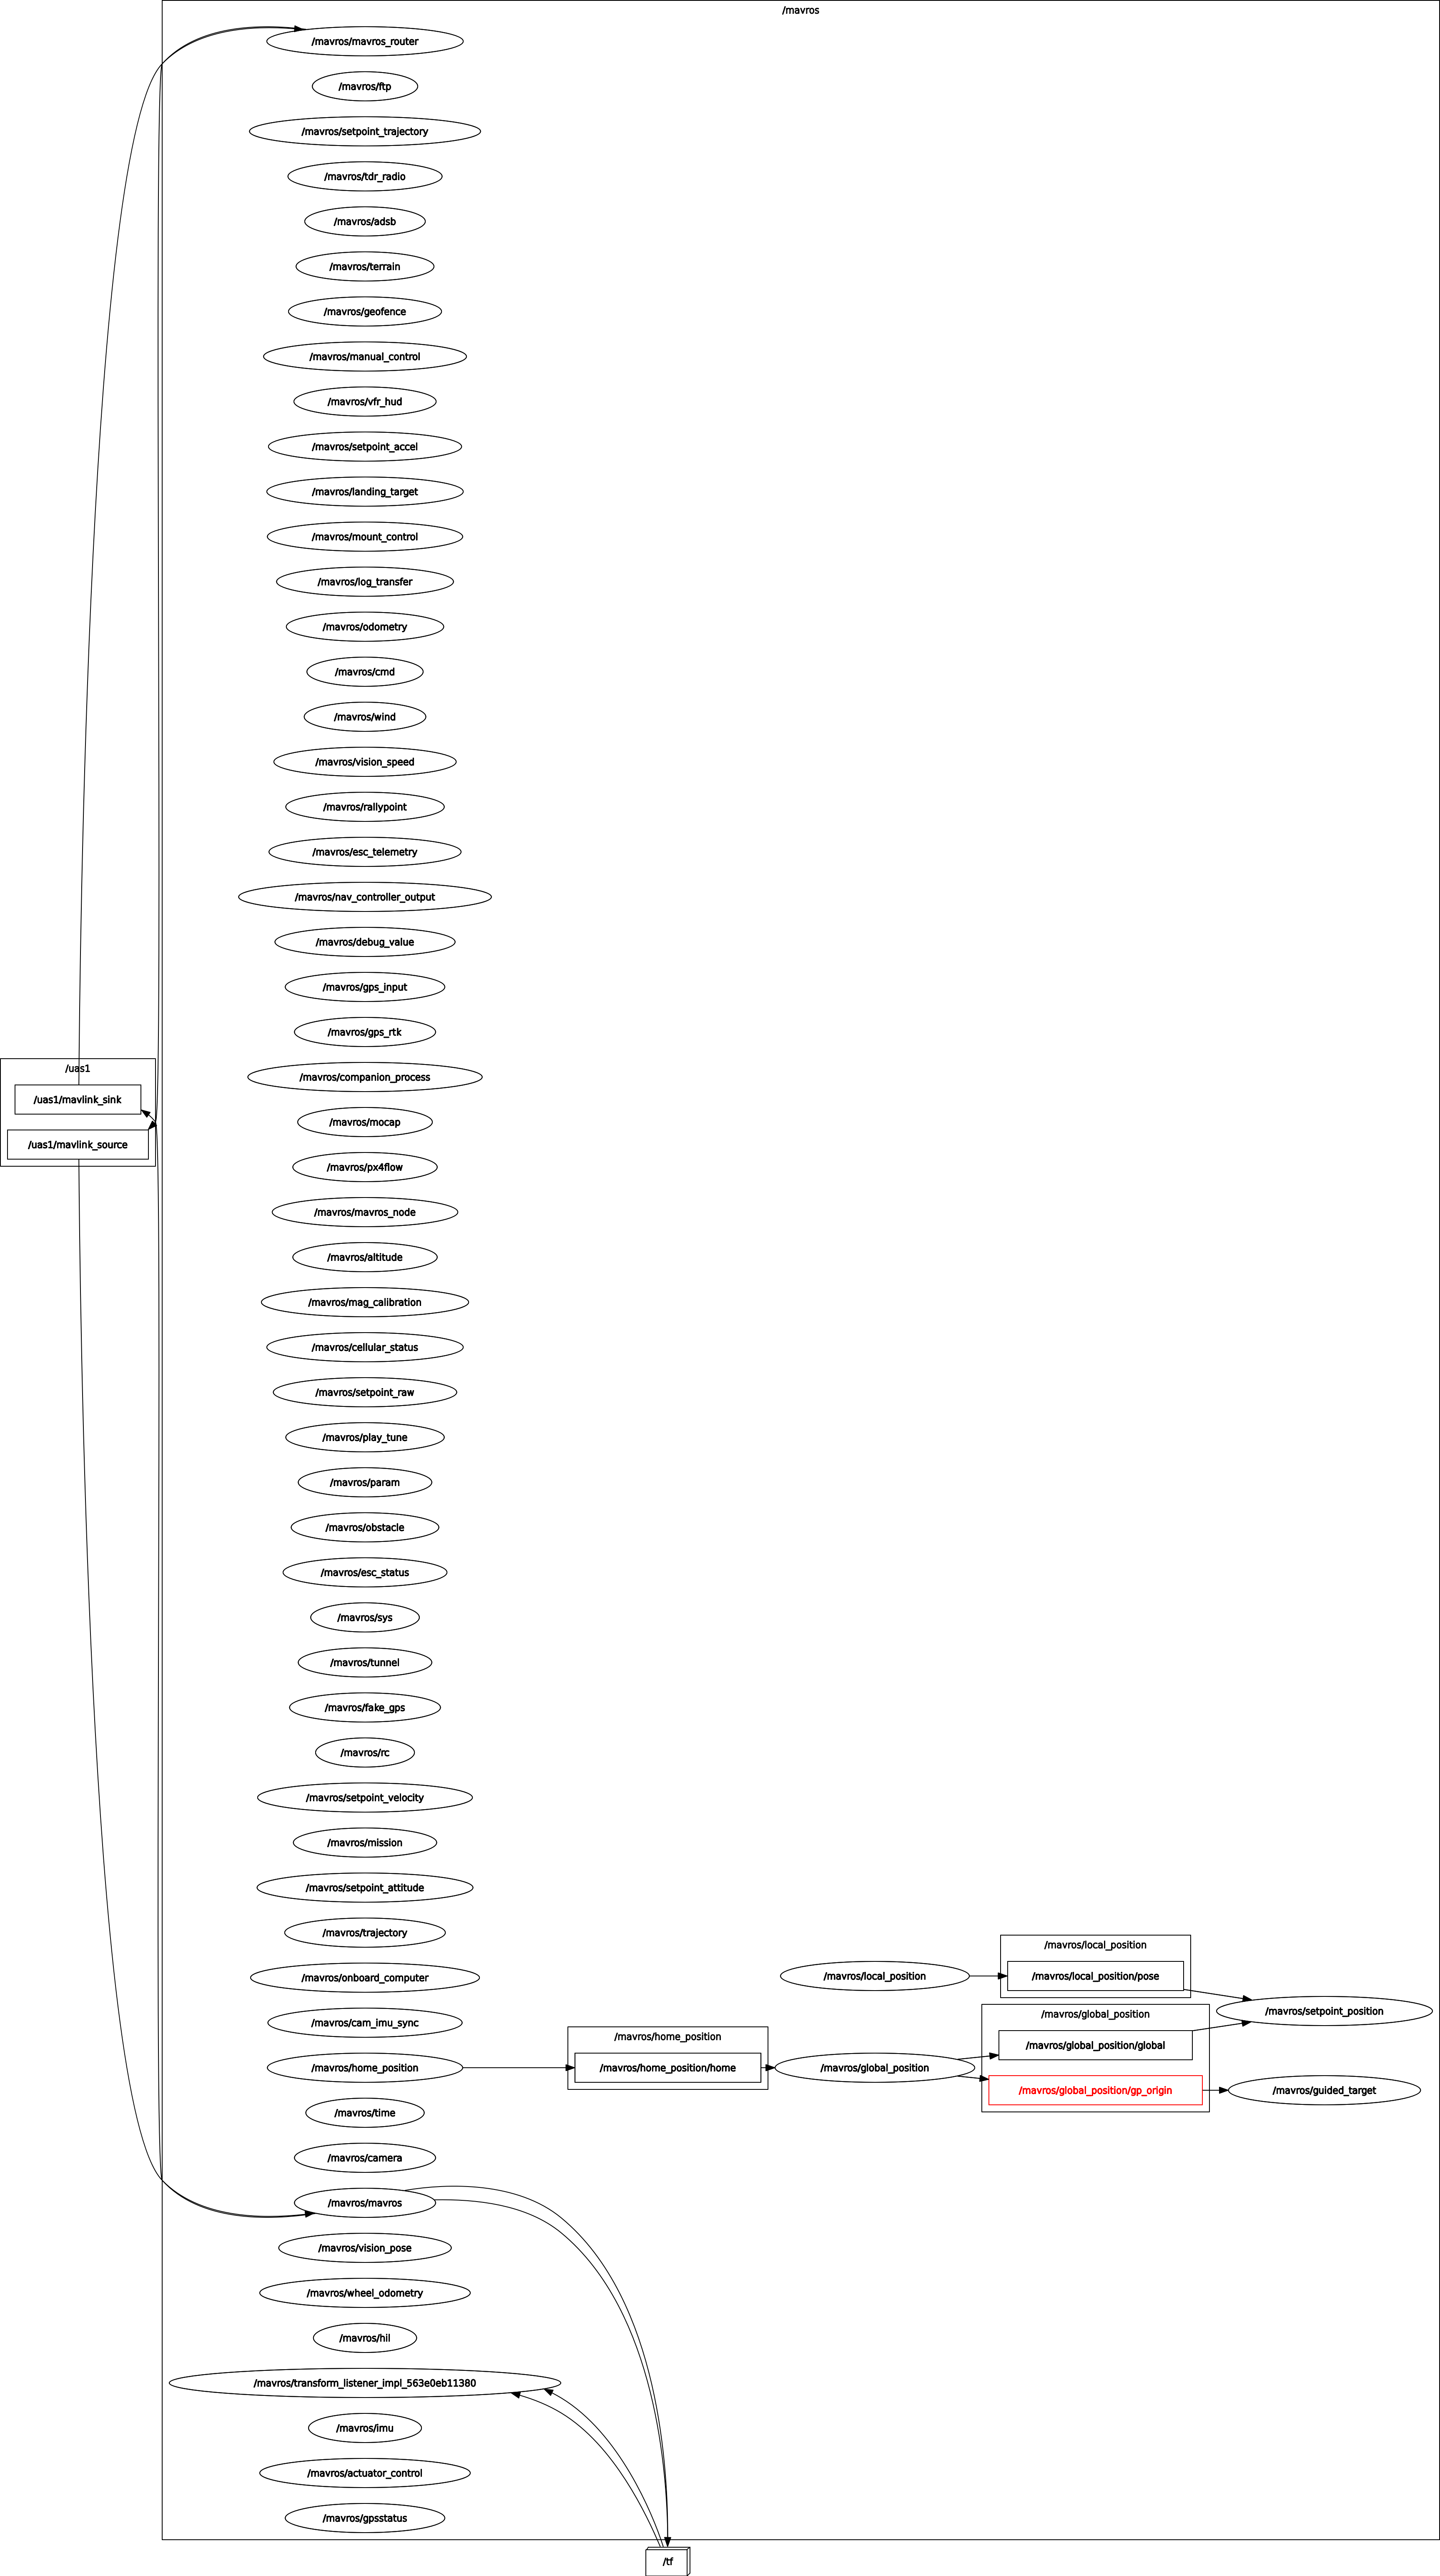 /mavros
/mavros/mavros_router
/mavros/ftp
/mavros/setpoint_trajectory
/mavros/tdr_radio
/mavros/adsb
/mavros/terrain
/mavros/geofence
/mavros/manual_control
/mavros/vfr_hud
/mavros/setpoint_accel
/mavros/landing_target
/mavros/mount_control
/mavros/log_transfer
/mavros/odometry
/mavros/cmd
/mavros/wind
/mavros/vision_speed
/mavros/rallypoint
/mavros/esc_telemetry
/mavros/nav_controller_output
/mavros/debug_value
/mavros/gps_input
/mavros/gps_rtk
/uas1
/mavros/companion_process
/uas1/mavlink_sink
/mavros/mocap
/uas1/mavlink_source
/mavros/px4flow
/mavros/mavros_node
/mavros/altitude
/mavros/mag_calibration
/mavros/cellular_status
/mavros/setpoint_raw
/mavros/play_tune
/mavros/param
/mavros/obstacle
/mavros/esc_status
/mavros/sys
/mavros/tunnel
/mavros/fake_gps
/mavros/rc
/mavros/setpoint_velocity
/mavros/mission
/mavros/setpoint_attitude
/mavros/trajectory
/mavros/local_position
/mavros/onboard_computer
/mavros/local_position
/mavros/local_position/pose
/mavros/setpoint_position
/mavros/global_position
/mavros/cam_imu_sync
/mavros/home_position
/mavros/global_position/global
/mavros/home_position
/mavros/home_position/home
/mavros/global_position
/mavros/global_position/gp_origin
/mavros/guided_target
/mavros/time
/mavros/camera
/mavros/mavros
/mavros/vision_pose
/mavros/wheel_odometry
/mavros/hil
/mavros/transform_listener_impl_563e0eb11380
/mavros/imu
/mavros/actuator_control
/mavros/gpsstatus
/tf